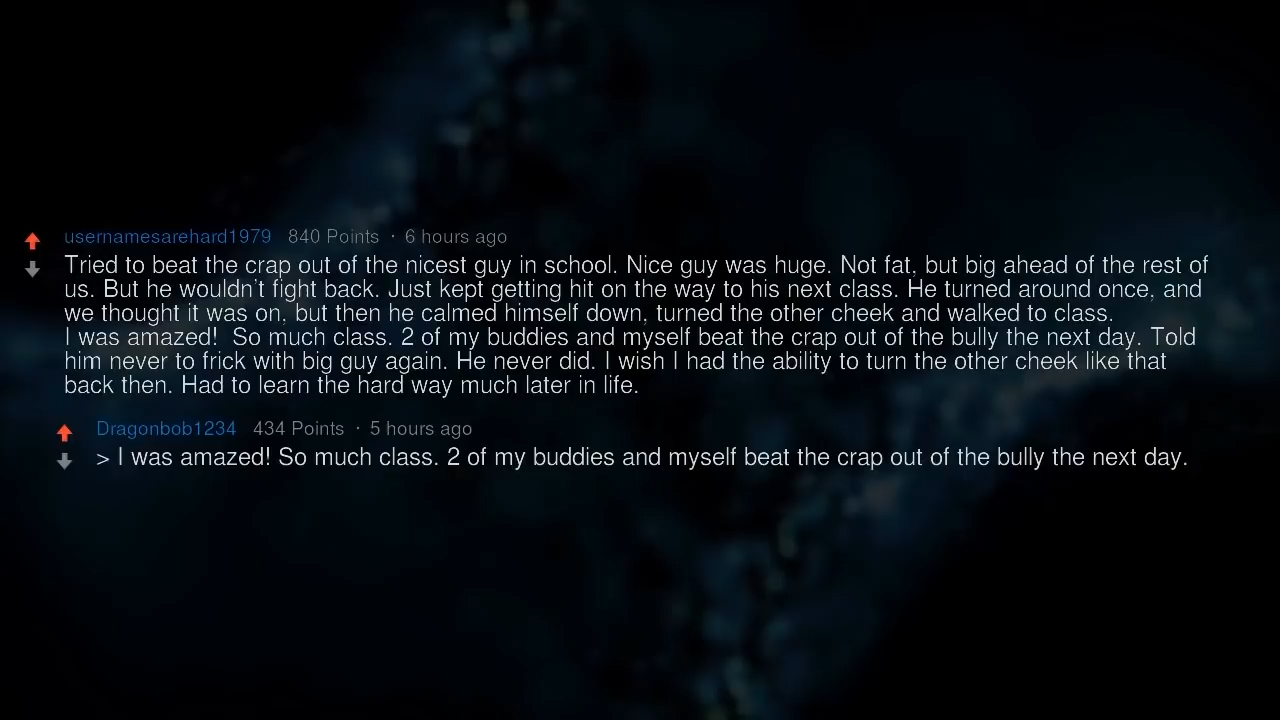 usernamesarehard1979 840 Points · 6 hours ago
Tried to beat the crap out of the nicest guy in school. Nice guy was huge. Not fat, but big ahead of the rest of
us. But he wouldn't fight back. Just kept getting hit on the way to his next class. He turned around once, and
we thought it was on, but then he calmed himself down, turned the other cheek and walked to class.
I was amazed!  So much class. 2 of my buddies and myself beat the crap out of the bully the next day. Told
him never to frick with big guy again. He never did. I wish I had the ability to turn the other cheek like that
back then. Had to learn the hard way much later in life.
Dragonbob1234 434 Points · 5 hours ago
> I was amazed! So much class. 2 of my buddies and myself beat the crap out of the bully the next day.